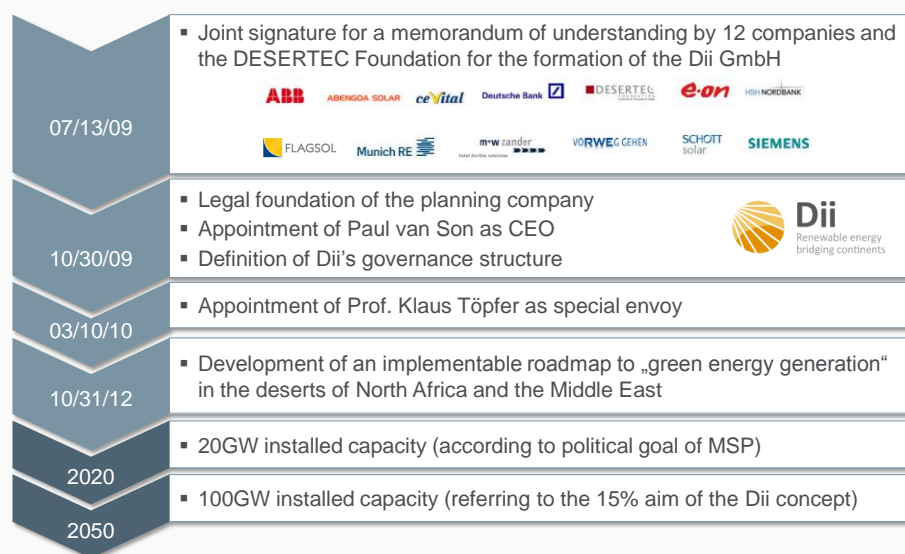 07/13/09
▪ Joint signature for a memorandum of understanding by 12 companies and
the DESERTEC Foundation for the formation of the Dii GmbH
ABB ABENGOA SOLAR ceVital Deutsche Bank DESERTEC e·on HSH NORDBANK
FOUNDATION
FLAGSOL Munich RE m+w zander VORWEG GEHEN SCHOTT solar SIEMENS
total facility solutions
10/30/09
▪ Legal foundation of the planning company
▪ Appointment of Paul van Son as CEO
▪ Definition of Dii's governance structure
Dii
Renewable energy
bridging continents
03/10/10
▪ Appointment of Prof. Klaus Töpfer as special envoy
10/31/12
▪ Development of an implementable roadmap to „green energy generation“
in the deserts of North Africa and the Middle East
2020
▪ 20GW installed capacity (according to political goal of MSP)
2050
▪ 100GW installed capacity (referring to the 15% aim of the Dii concept)